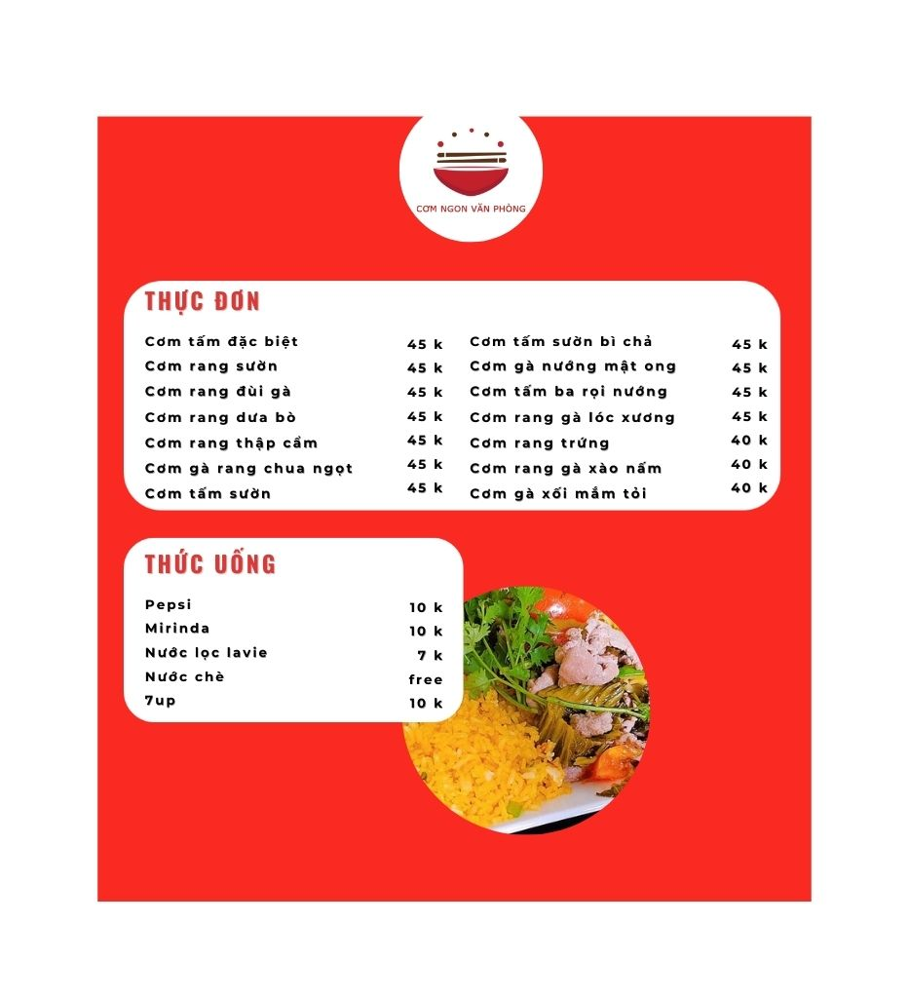 CƠM NGON VĂN PHÒNG
THỰC ĐƠN
Cơm tấm đặc biệt 45 k
Cơm rang sườn 45 k
Cơm rang đùi gà 45 k
Cơm rang dưa bò 45 k
Cơm rang thập cẩm 45 k
Cơm gà rang chua ngọt 45 k
Cơm tấm sườn 45 k
Cơm tấm sườn bì chả 45 k
Cơm gà nướng mật ong 45 k
Cơm tấm ba rọi nướng 45 k
Cơm rang gà lóc xương 45 k
Cơm rang trứng 40 k
Cơm rang gà xào nấm 40 k
Cơm gà xối mắm tỏi 40 k
THỨC UỐNG
Pepsi 10 k
Mirinda 10 k
Nước lọc lavie 7 k
Nước chè free
7up 10 k